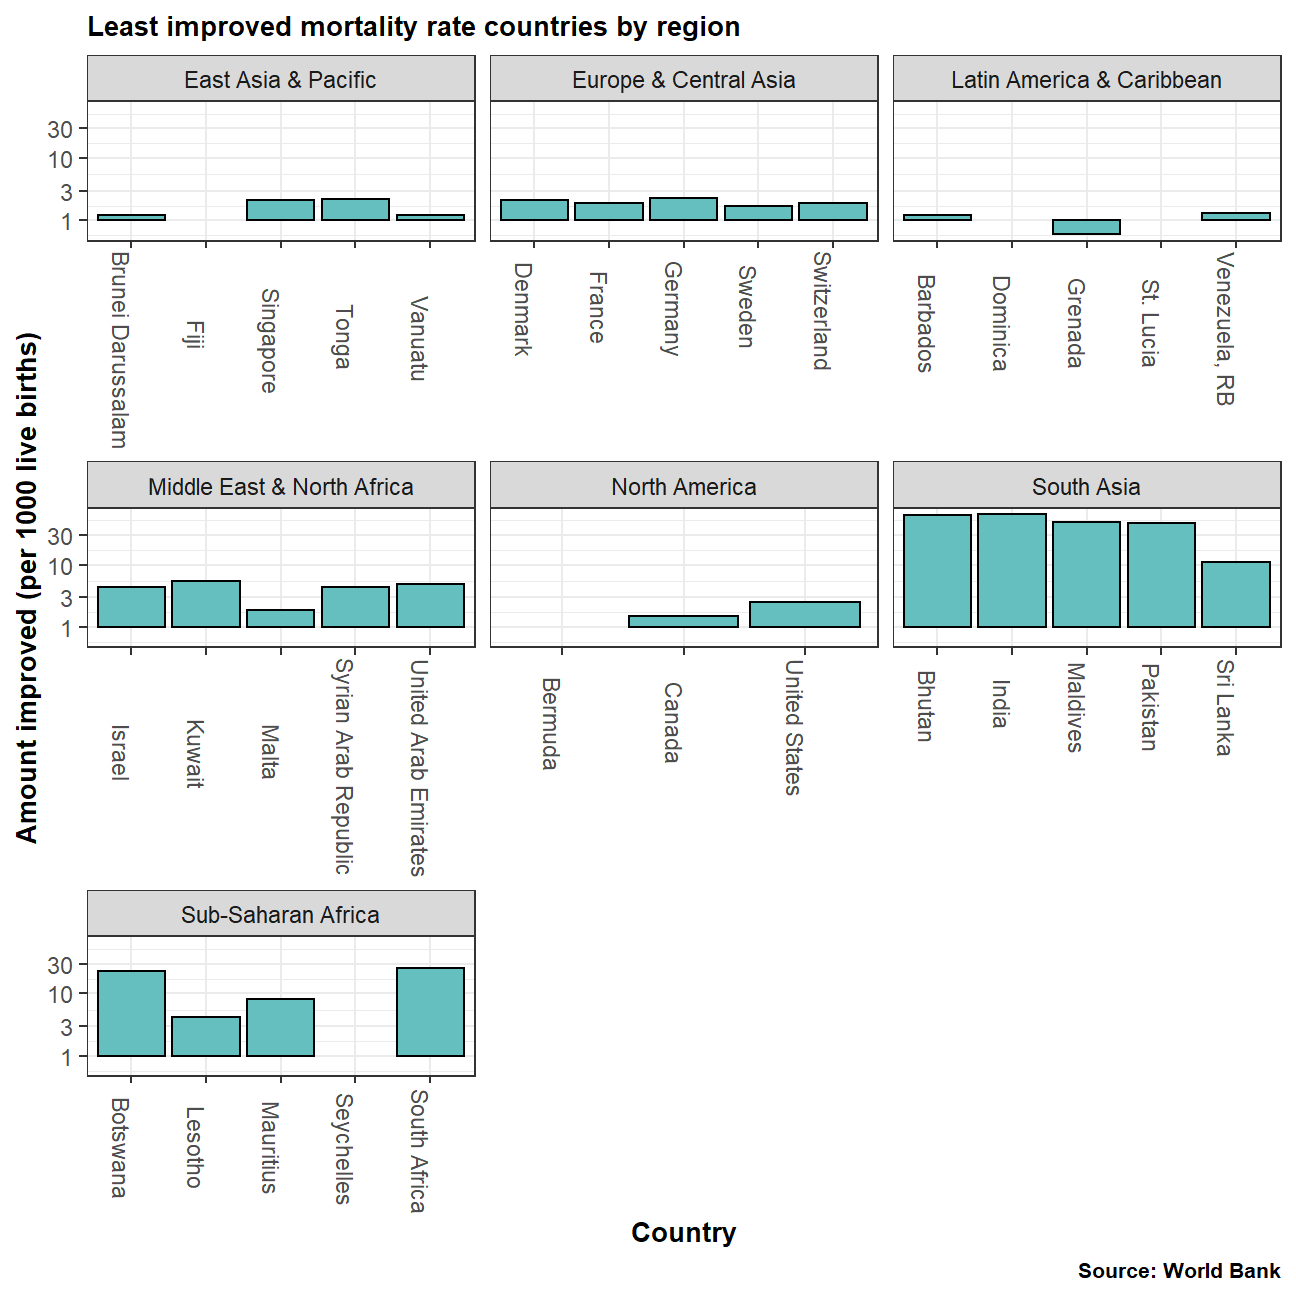 Least improved mortality rate countries by region
East Asia & Pacific
Europe & Central Asia
Latin America & Caribbean
30
10
3
1
Brunei Darussalam
Fiji
Singapore
Tonga
Vanuatu
Denmark
France
Germany
Sweden
Switzerland
Barbados
Dominica
Grenada
St. Lucia
Venezuela, RB
Amount improved (per 1000 live births)
Middle East & North Africa
North America
South Asia
30
10
3
1
Israel
Kuwait
Malta
Syrian Arab Republic
United Arab Emirates
Bermuda
Canada
United States
Bhutan
India
Maldives
Pakistan
Sri Lanka
Sub-Saharan Africa
30
10
3
1
Botswana
Lesotho
Mauritius
Seychelles
South Africa
Country
Source: World Bank